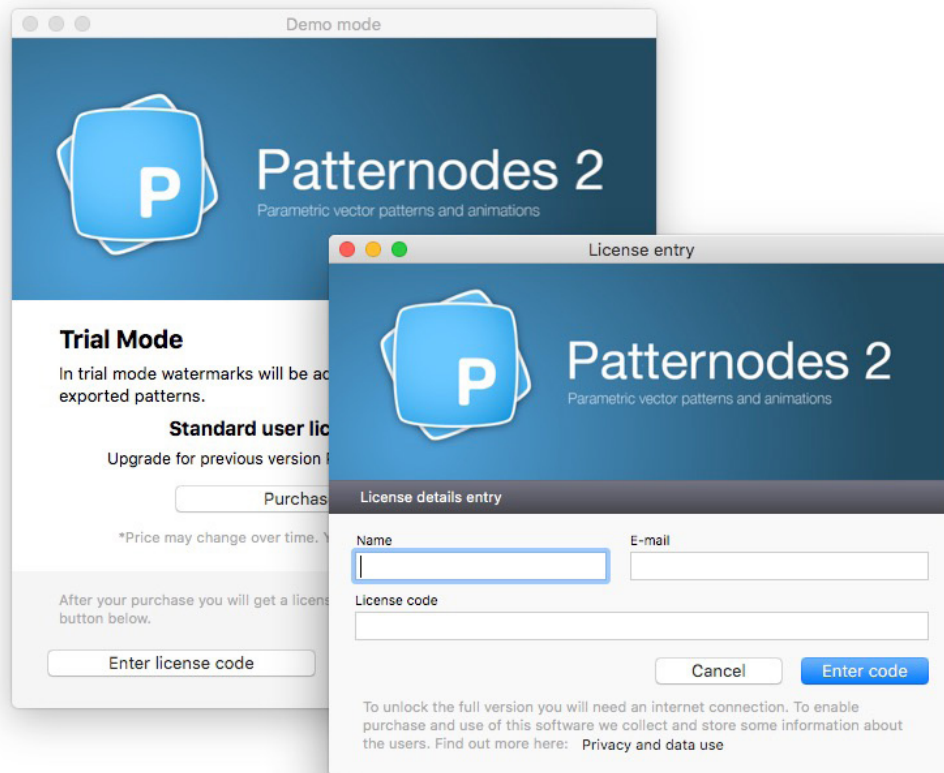 Demo mode
P
Patternodes 2
Parametric vector patterns and animations
Trial Mode
In trial mode watermarks will be
exported patterns.
Standard user
Upgrade for previous version
*Price may change over time.
After your purchase you will get a
button below.
Enter license code
License entry
P
Patternodes 2
Parametric vector patterns and animations
License details entry
Name
E-mail
License code
Cancel
Enter code
To unlock the full version you will need an internet connection. To enable
purchase and use of this software we collect and store some information about
the users. Find out more here: Privacy and data use